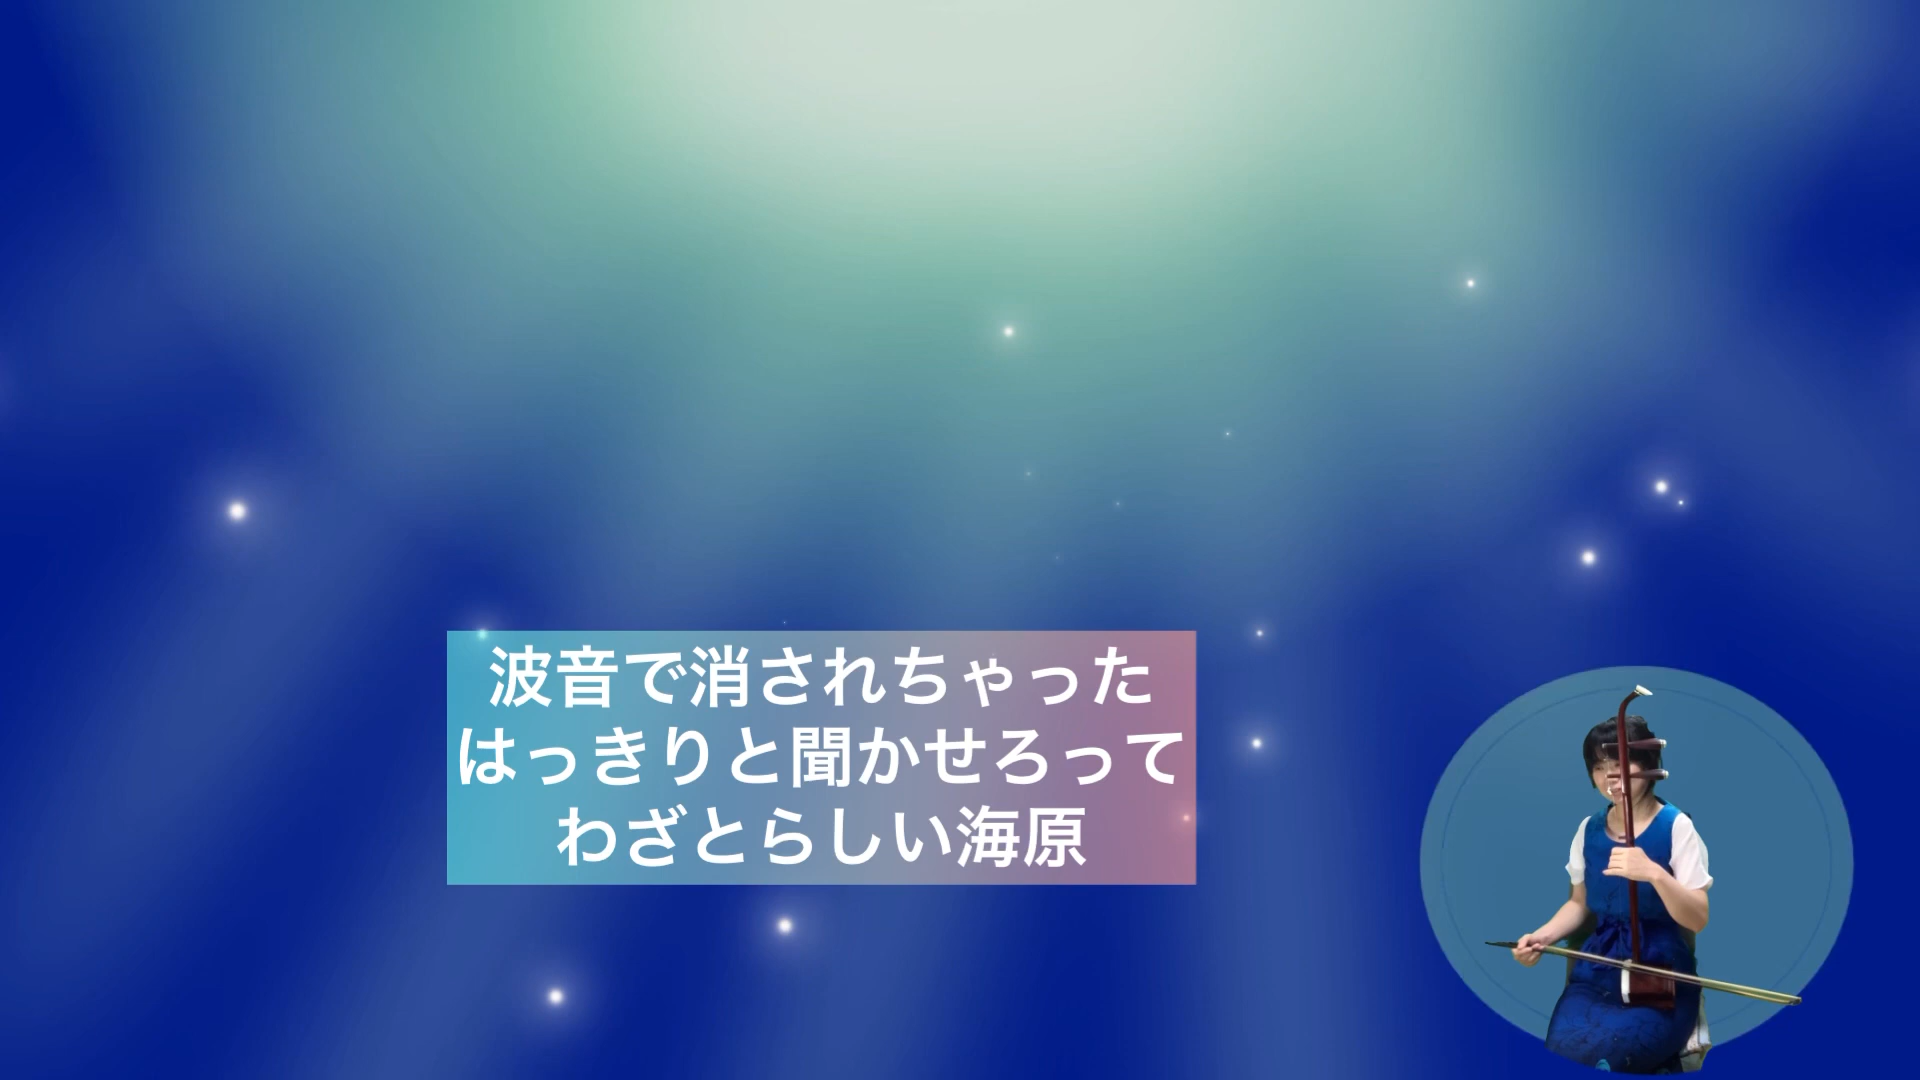 波音で消されちゃった
はっきりと聞かせろって
わざとらしい海原